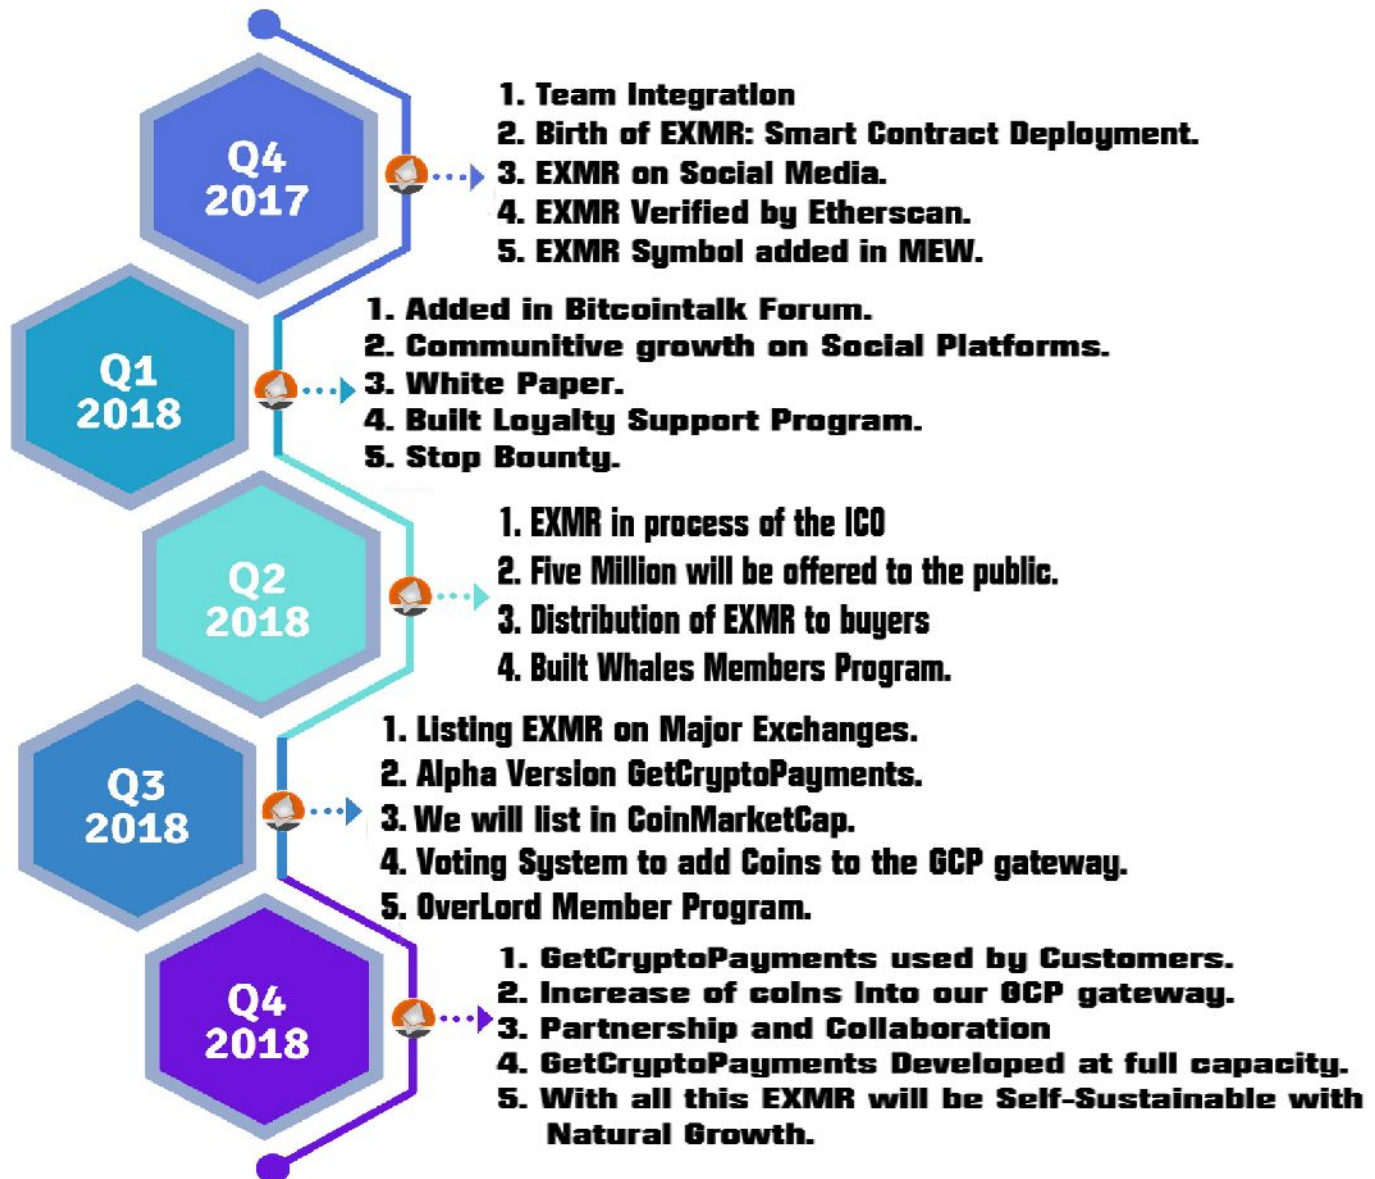 Q4
2017
1. Team Integration
2. Birth of EXMR: Smart Contract Deployment.
3. EXMR on Social Media.
4. EXMR Verified by Etherscan.
5. EXMR Symbol added in MEW.
Q1
2018
1. Added in Bitcointalk Forum.
2. Communitive growth on Social Platforms.
3. White Paper.
4. Built Loyalty Support Program.
5. Stop Bounty.
Q2
2018
1. EXMR in process of the ICO
2. Five Million will be offered to the public.
3. Distribution of EXMR to buyers
4. Built Whales Members Program.
Q3
2018
1. Listing EXMR on Major Exchanges.
2. Alpha Version GetCryptoPayments.
3. We will list in CoinMarketCap.
4. Voting System to add Coins to the GCP gateway.
5. OverLord Member Program.
Q4
2018
1. GetCryptoPayments used by Customers.
2. Increase of coins Into our GCP gateway.
3. Partnership and Collaboration
4. GetCryptoPayments Developed at full capacity.
5. With all this EXMR will be Self-Sustainable with
Natural Growth.